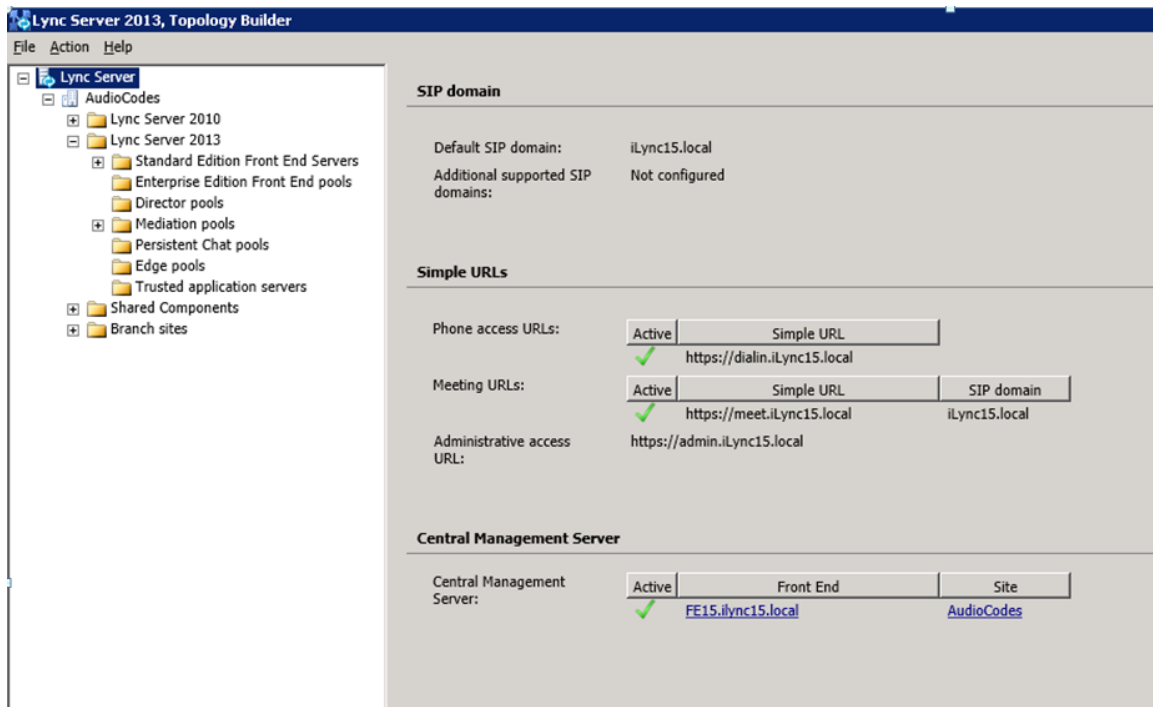 Lync Server 2013, Topology Builder
File Action Help
Lync Server
AudioCodes
Lync Server 2010
Lync Server 2013
Standard Edition Front End Servers
Enterprise Edition Front End pools
Director pools
Mediation pools
Persistent Chat pools
Edge pools
Trusted application servers
Shared Components
Branch sites
SIP domain
Default SIP domain: iLync15.local
Additional supported SIP Not configured
domains:
Simple URLs
Phone access URLs: Active Simple URL
https://dialin.iLync15.local
Meeting URLs: Active Simple URL SIP domain
https://meet.iLync15.local iLync15.local
Administrative access https://admin.iLync15.local
URL:
Central Management Server
Central Management Active Front End Site
Server:
FE15.ilync15.local AudioCodes